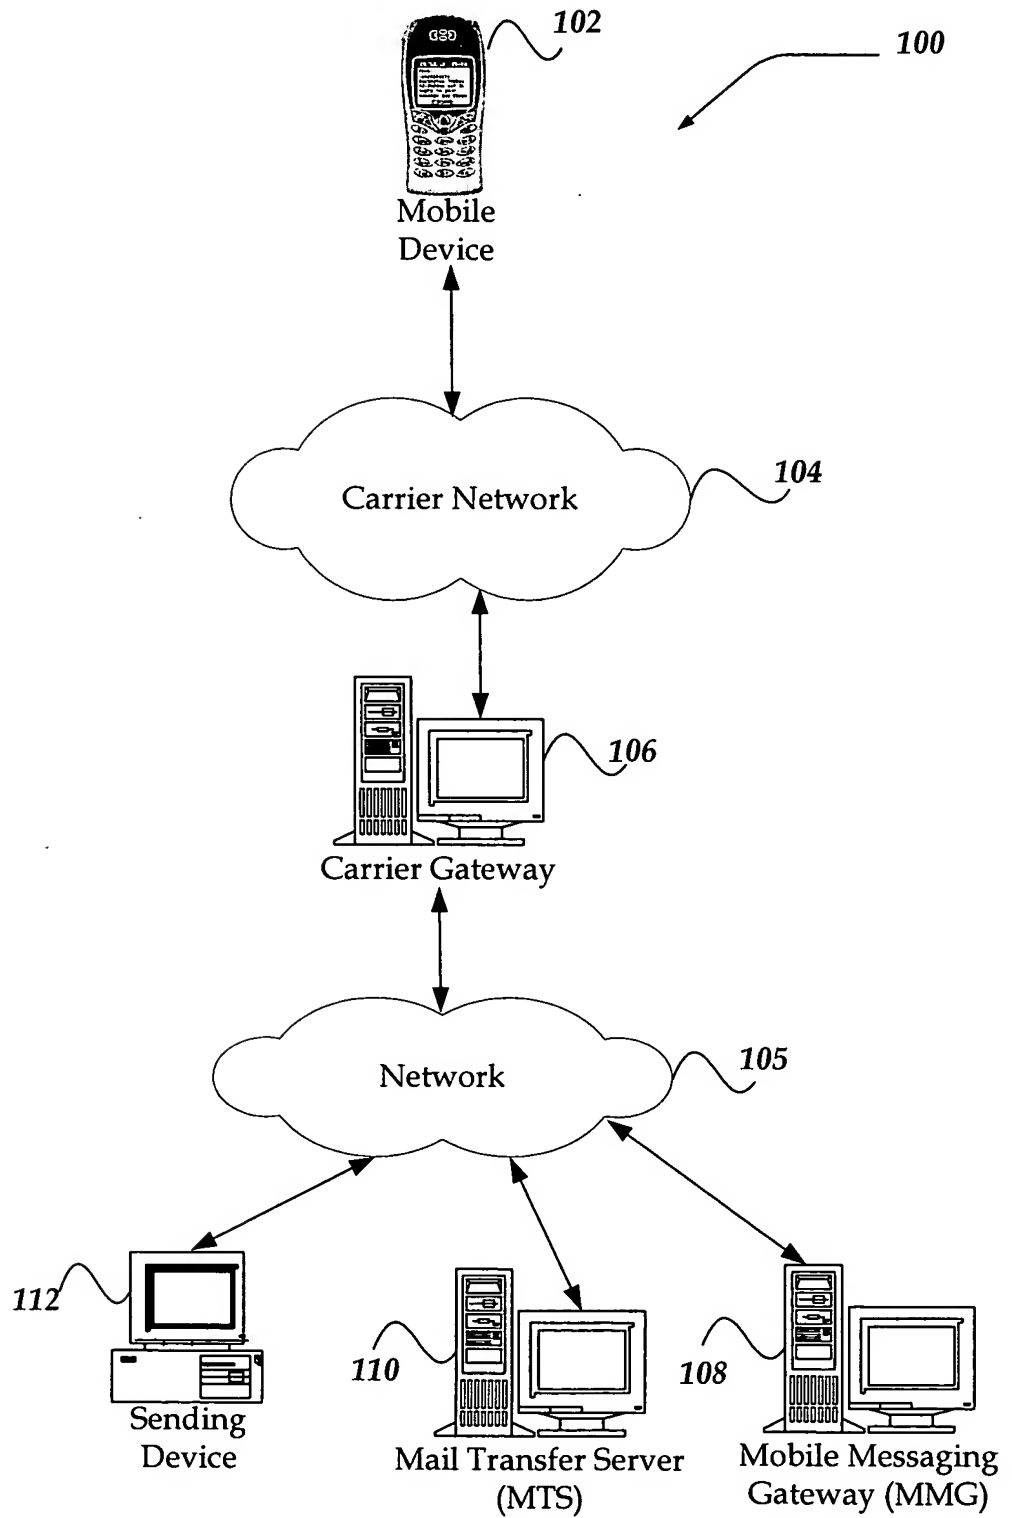 102
100
Mobile
Device
Carrier Network
104
106
Carrier Gateway
Network
105
112
110
108
Sending
Device
Mail Transfer Server
(MTS)
Mobile Messaging
Gateway (MMG)